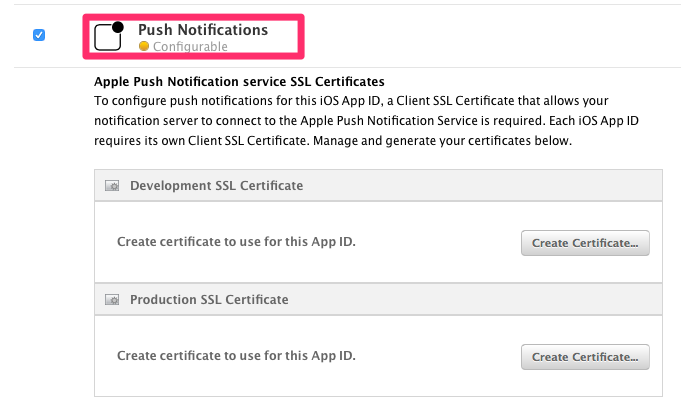 Push Notifications
Configurable
Apple Push Notification service SSL Certificates
To configure push notifications for this iOS App ID, a Client SSL Certificate that allows your
notification server to connect to the Apple Push Notification Service is required. Each iOS App ID
requires its own Client SSL Certificate. Manage and generate your certificates below.
Development SSL Certificate
Create certificate to use for this App ID.
Create Certificate...
Production SSL Certificate
Create certificate to use for this App ID.
Create Certificate...